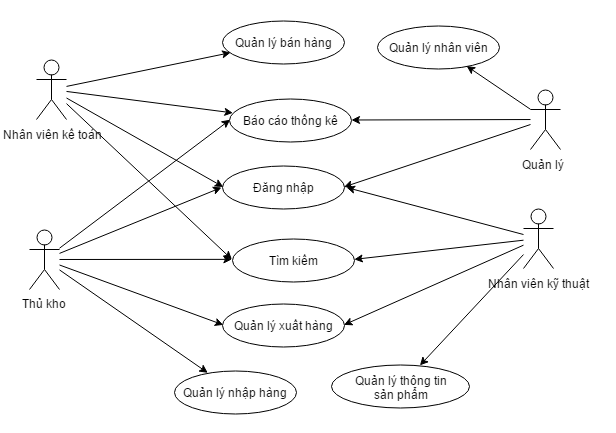 Quản lý bán hàng
Quản lý nhân viên
Nhân viên kế toán
Báo cáo thống kê
Quản lý
Đăng nhập
Tìm kiếm
Nhân viên kỹ thuật
Thủ kho
Quản lý xuất hàng
Quản lý nhập hàng
Quản lý thông tin
sản phẩm